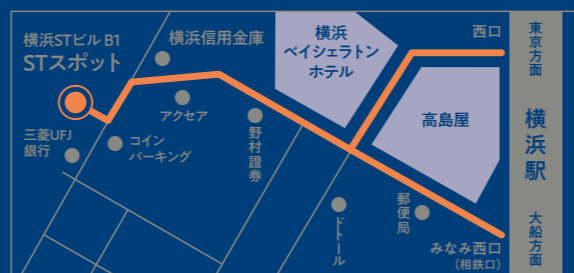 横浜STビル B1
STスポット
横浜信用金庫
横浜
ベイシェラトン
ホテル
西口
東京方面
アクセア
高島屋
三菱UFJ
銀行
コイン
パーキング
野村證券
横浜駅
ドトール
郵便局
みなみ西口
(相鉄口)
大船方面